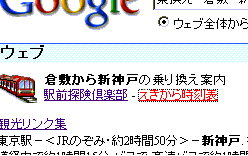 Google
ウェブ全体から
ウェブ
倉敷から新神戸の乗り換え案内
駅前探険倶楽部 - えきから時刻表
観光リンク集
東京駅－＜JRのぞみ・約2時間50分＞－新神戸.